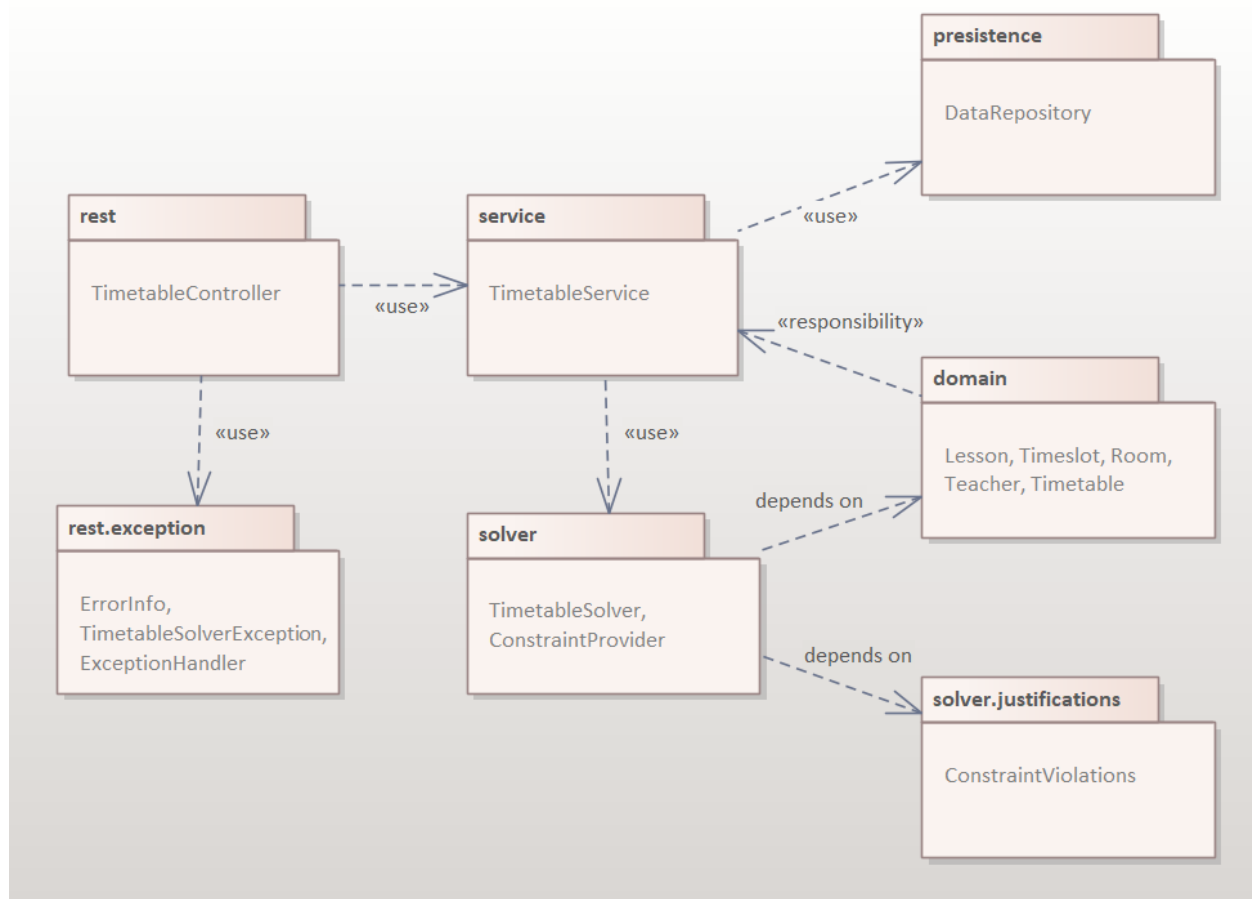 presistence
DataRepository
«use»
rest
TimetableController
«use»
service
TimetableService
«responsibility»
domain
Lesson, Timeslot, Room,
Teacher, Timetable
«use»
«use»
depends on
rest.exception
ErrorInfo,
TimetableSolverException,
ExceptionHandler
solver
TimetableSolver,
ConstraintProvider
depends on
solver.justifications
ConstraintViolations